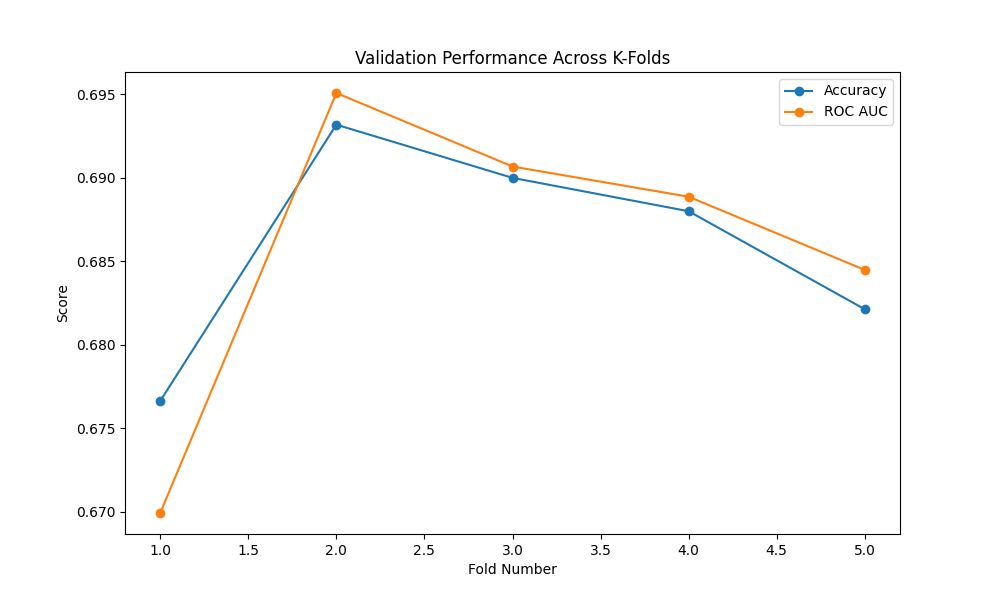 Validation Performance Across K-Folds
Accuracy
ROC AUC
0.695
0.690
0.685
0.680
0.675
0.670
Score
1.0 1.5 2.0 2.5 3.0 3.5 4.0 4.5 5.0
Fold Number